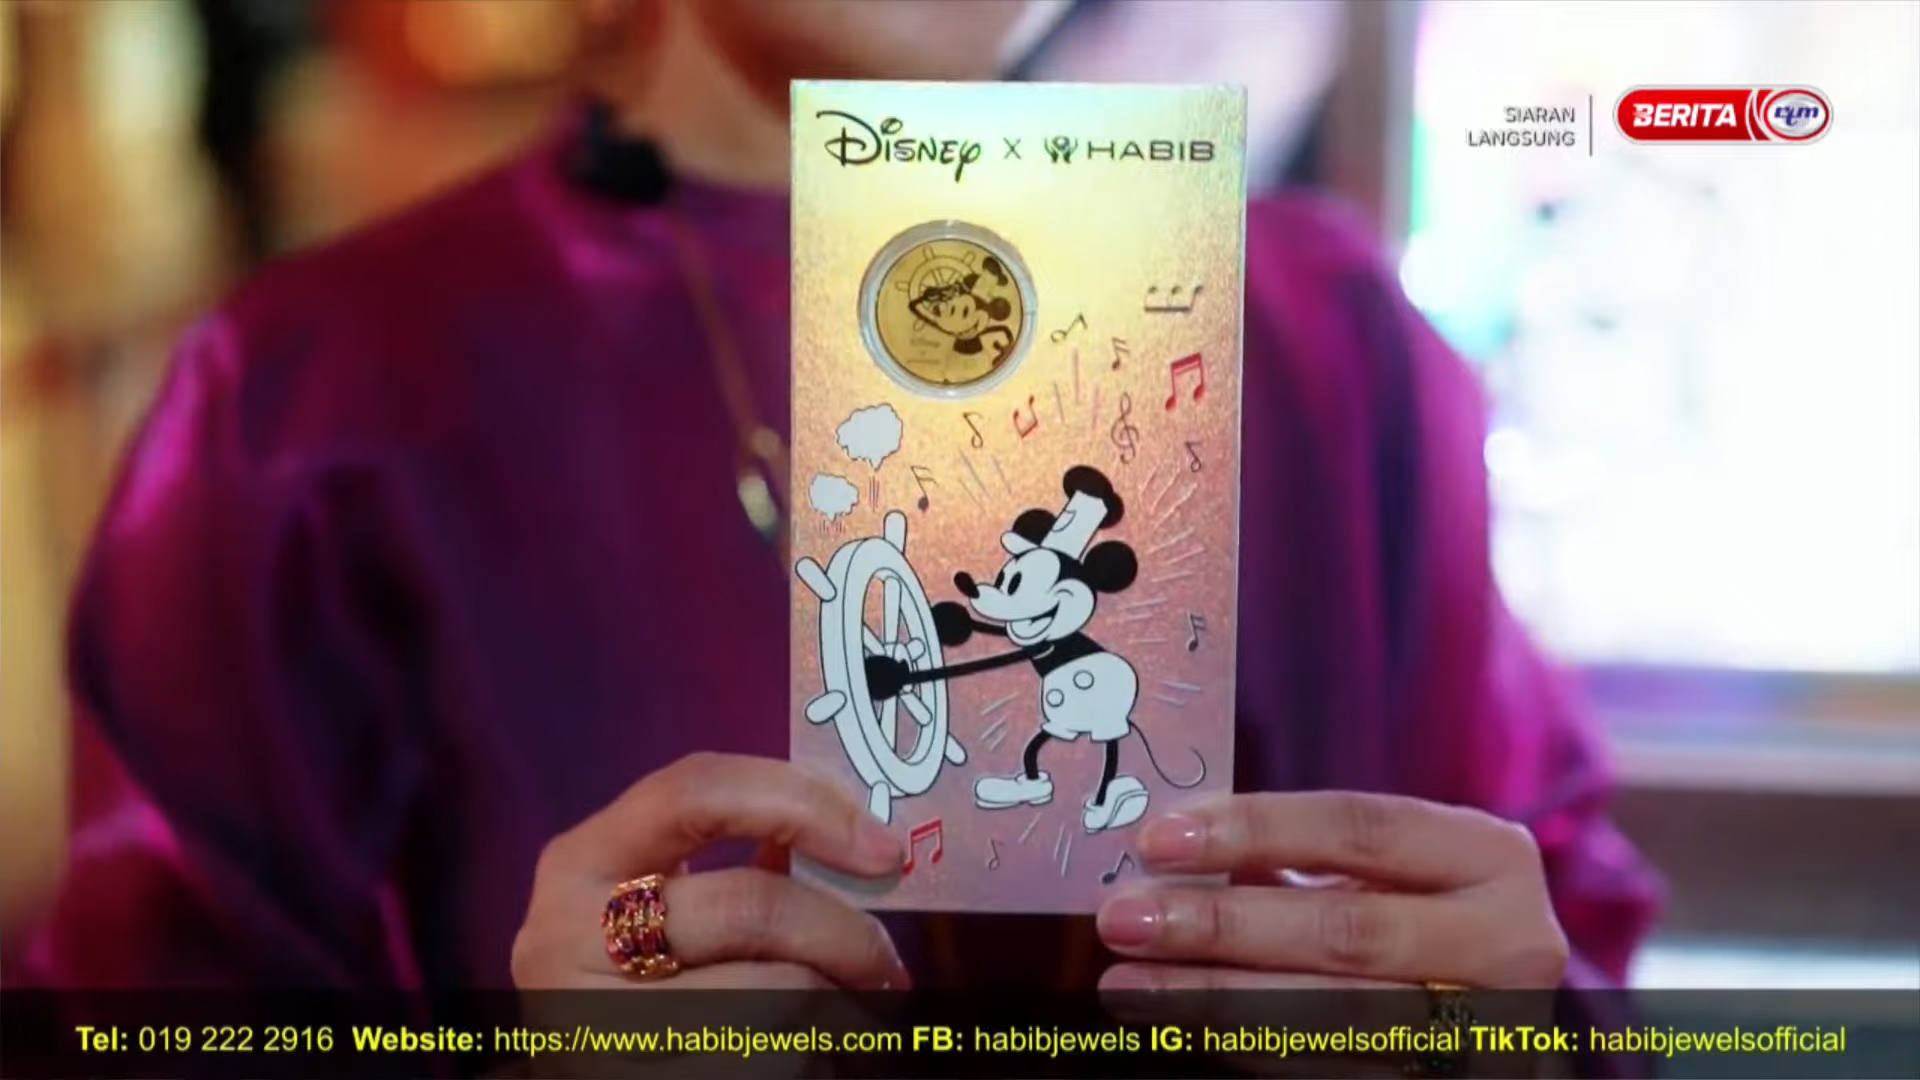 DISNEY X HABIB
SIARAN
LANGSUNG
BERITA rtm
Tel: 019 222 2916 Website: https://www.habibjewels.com FB: habibjewels IG: habibjewelsofficial TikTok: habibjewelsofficial